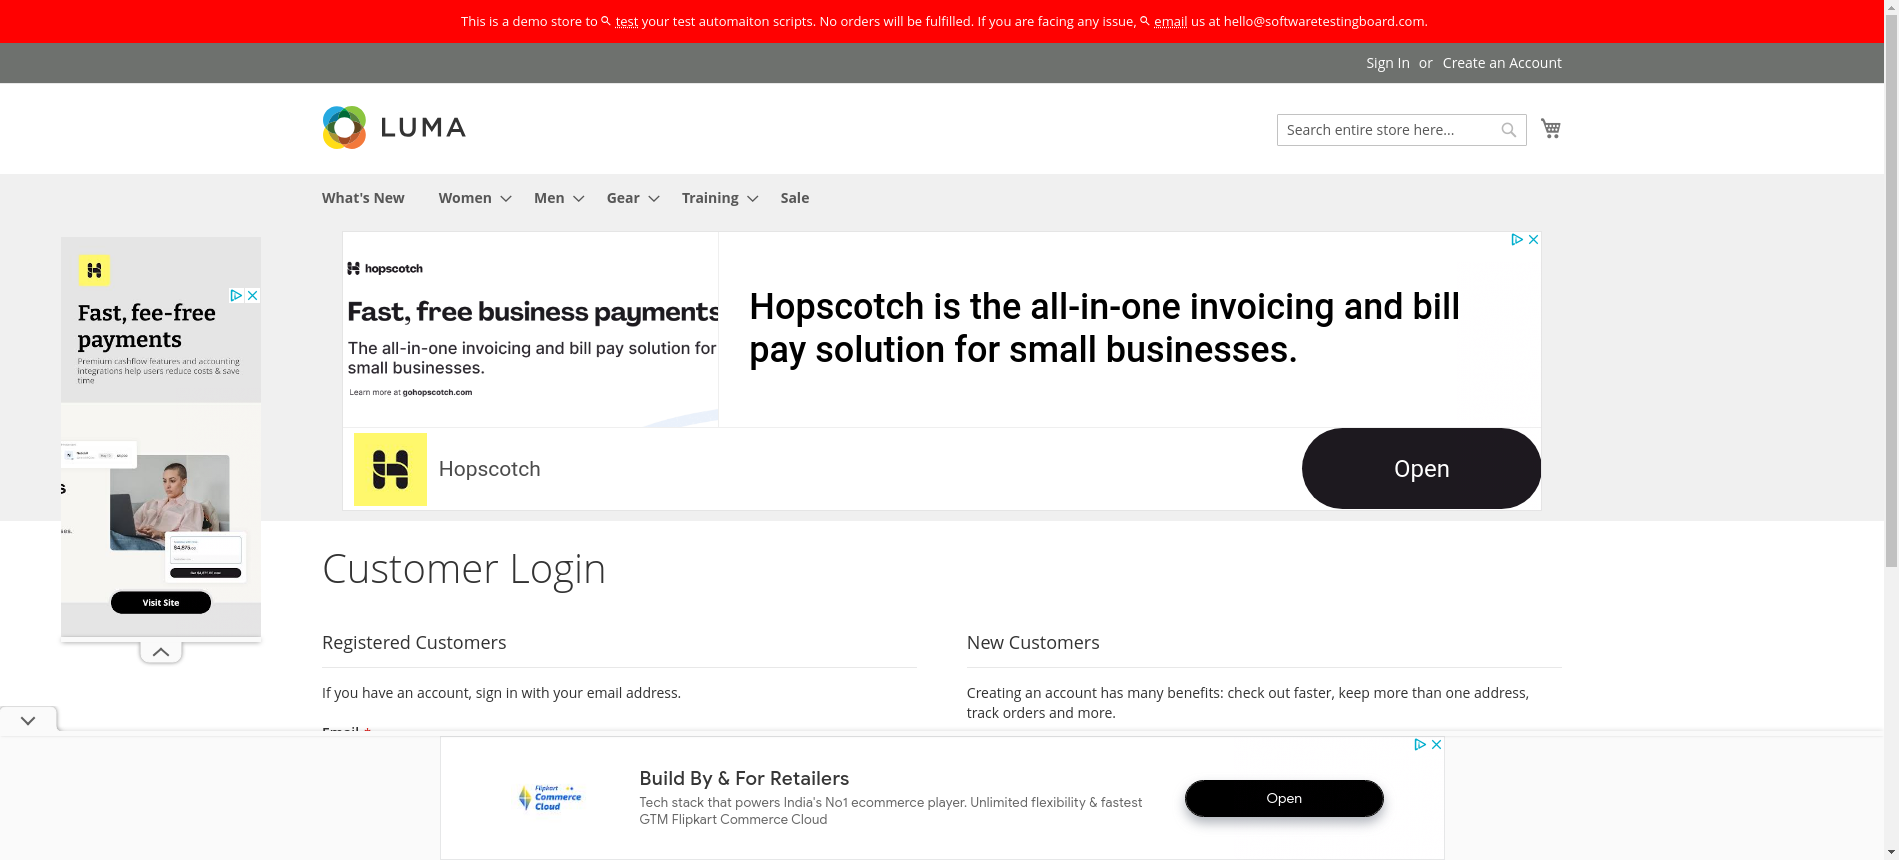 This is a demo store to test your test automaiton scripts. No orders will be fulfilled. If you are facing any issue, email us at hello@softwaretestingboard.com.
Sign In or Create an Account
LUMA
Search entire store here...
What's New Women Men Gear Training Sale
Fast, fee-free
payments
Premium cashflow features and accounting
integrations help users reduce costs & save
time
Visit Site
hopscotch
Fast, free business payments
The all-in-one invoicing and bill pay solution for
small businesses.
Learn more at gohopscotch.com
Hopscotch is the all-in-one invoicing and bill
pay solution for small businesses.
Hopscotch
Open
Customer Login
Registered Customers
If you have an account, sign in with your email address.
Email *
New Customers
Creating an account has many benefits: check out faster, keep more than one address,
track orders and more.
Flipkart
Commerce
Cloud
Build By & For Retailers
Tech stack that powers India's No1 ecommerce player. Unlimited flexibility & fastest
GTM Flipkart Commerce Cloud
Open